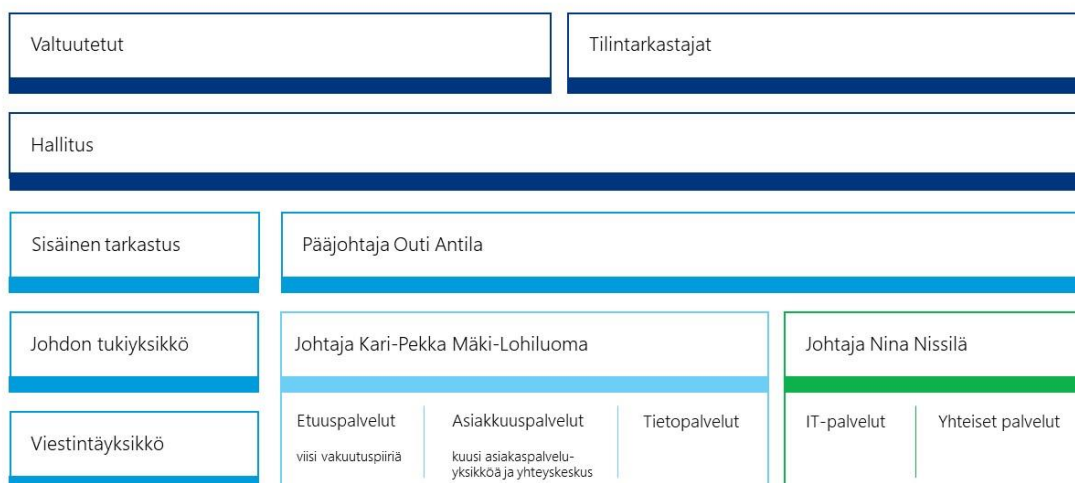 Valtuutetut
Tilintarkastajat
Hallitus
Sisäinen tarkastus
Pääjohtaja Outi Antila
Johdon tukiyksikkö
Johtaja Kari-Pekka Mäki-Lohiluoma
Johtaja Nina Nissilä
Viestintäyksikkö
Etuuspalvelut
viisi vakuutuspiiriä
Asiakkuuspalvelut
kuusi asiakaspalvelu-
yksikköä ja yhteyskeskus
Tietopalvelut
IT-palvelut
Yhteiset palvelut